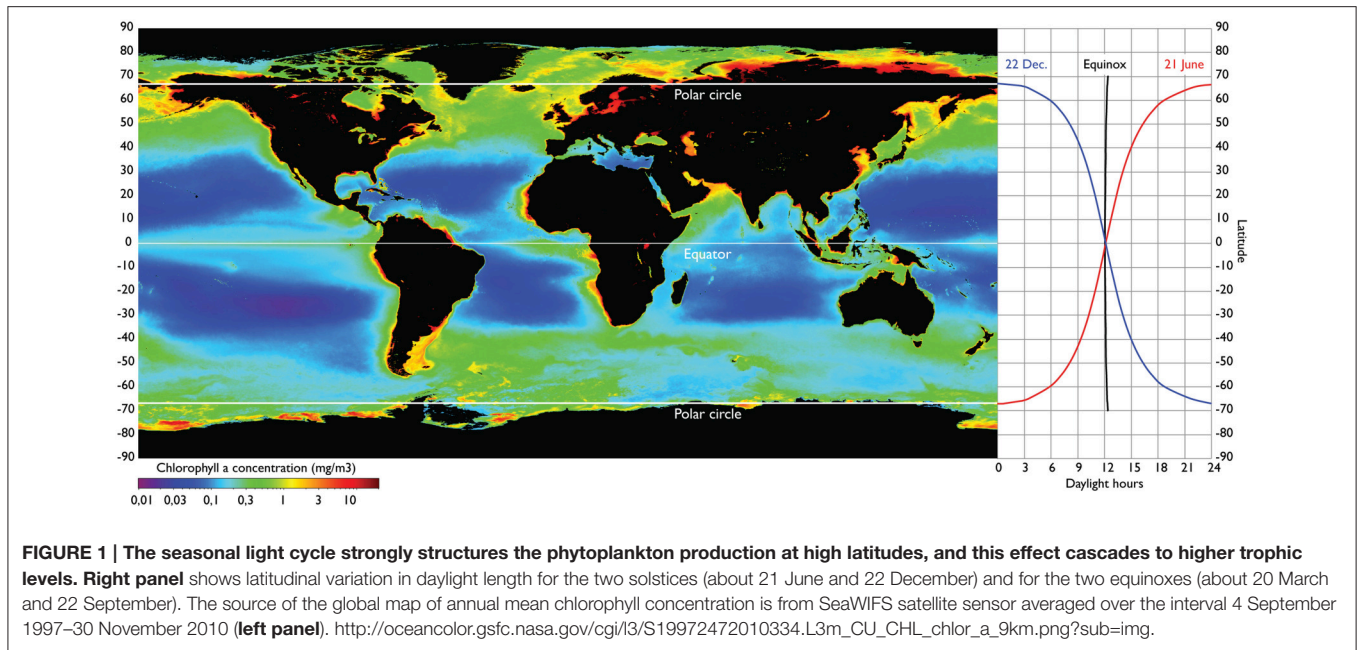 90
80
70
60
50
40
30
20
10
0
-10
-20
-30
-40
-50
-60
-70
-80
-90
Polar circle
Equator
Polar circle
Chlorophyll a concentration (mg/m3)
0,01 0,03 0,1 0,3 1 3 10
22 Dec. Equinox 21 June
90
80
70
60
50
40
30
20
10
0
-10
-20
-30
-40
-50
-60
-70
-80
-90
Latitude
0 3 6 9 12 15 18 21 24
Daylight hours
FIGURE 1 | The seasonal light cycle strongly structures the phytoplankton production at high latitudes, and this effect cascades to higher trophic
levels. Right panel shows latitudinal variation in daylight length for the two solstices (about 21 June and 22 December) and for the two equinoxes (about 20 March
and 22 September). The source of the global map of annual mean chlorophyll concentration is from SeaWIFS satellite sensor averaged over the interval 4 September
1997–30 November 2010 (left panel). http://oceancolor.gsfc.nasa.gov/cgi/l3/S19972472010334.L3m_CU_CHL_chlor_a_9km.png?sub=img.